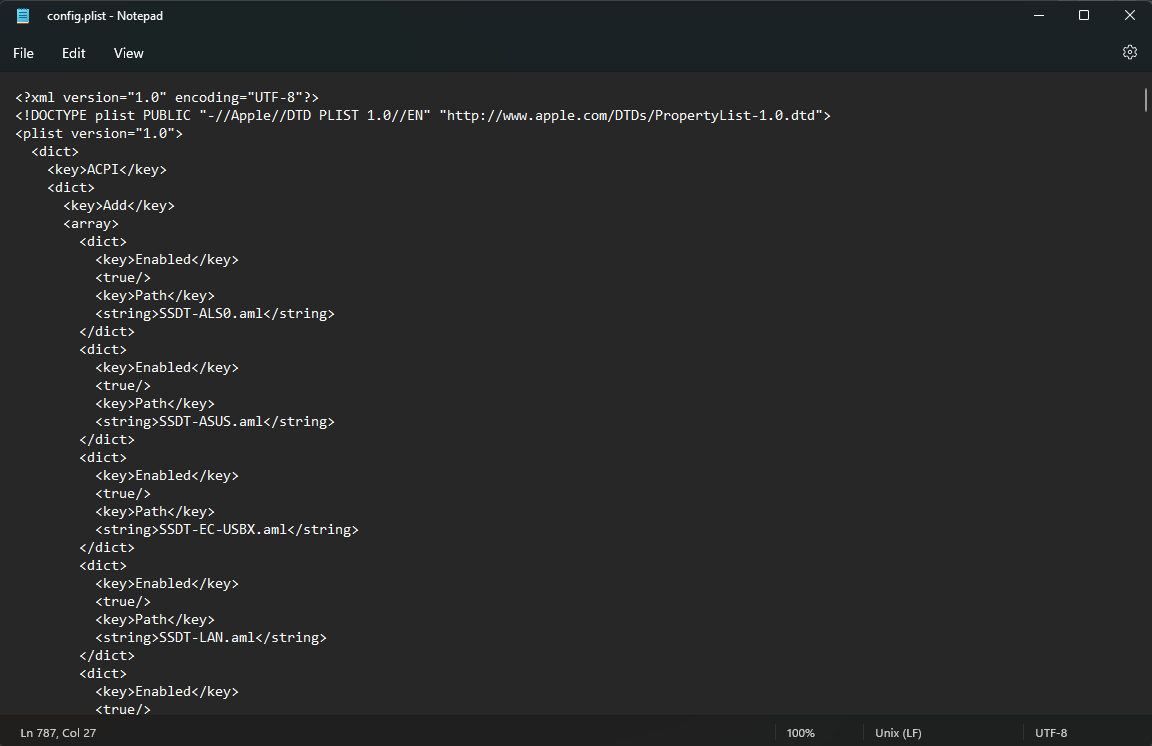 config.plist - Notepad
File Edit View
<?xml version="1.0" encoding="UTF-8"?>
<!DOCTYPE plist PUBLIC "-//Apple//DTD PLIST 1.0//EN" "http://www.apple.com/DTDs/PropertyList-1.0.dtd">
<plist version="1.0">
  <dict>
    <key>ACPI</key>
    <dict>
      <key>Add</key>
      <array>
        <dict>
          <key>Enabled</key>
          <true/>
          <key>Path</key>
          <string>SSDT-ALS0.aml</string>
        </dict>
        <dict>
          <key>Enabled</key>
          <true/>
          <key>Path</key>
          <string>SSDT-ASUS.aml</string>
        </dict>
        <dict>
          <key>Enabled</key>
          <true/>
          <key>Path</key>
          <string>SSDT-EC-USBX.aml</string>
        </dict>
        <dict>
          <key>Enabled</key>
          <true/>
          <key>Path</key>
          <string>SSDT-LAN.aml</string>
        </dict>
        <dict>
          <key>Enabled</key>
          <true/>
Ln 787, Col 27 100% Unix (LF) UTF-8